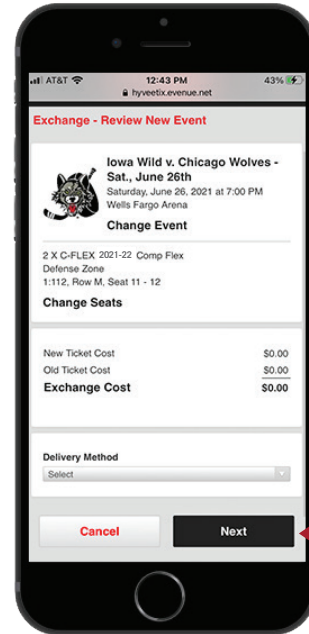 AT&T 12:43 PM 43%
hyveetix.evenue.net
Exchange - Review New Event
Iowa Wild v. Chicago Wolves -
Sat., June 26th
Saturday, June 26, 2021 at 7:00 PM
Wells Fargo Arena
Change Event
2 X C-FLEX 2021-22 Comp Flex
Defense Zone
1:112, Row M, Seat 11 - 12
Change Seats
New Ticket Cost $0.00
Old Ticket Cost $0.00
Exchange Cost $0.00
Delivery Method
Select
Cancel Next